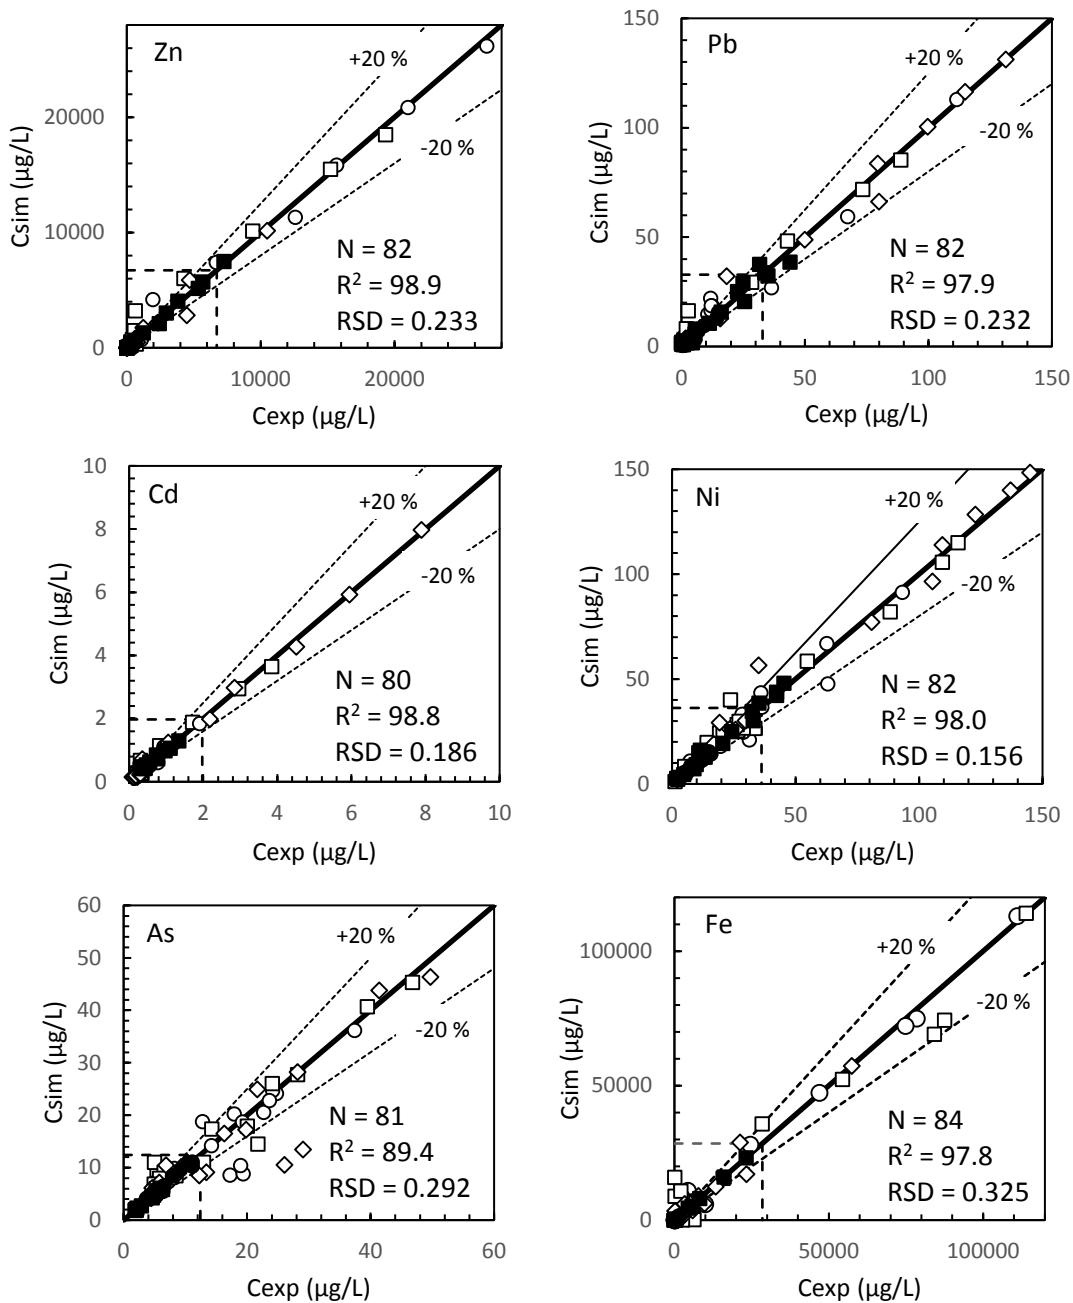 Zn
+20 %
-20 %
N = 82
R² = 98.9
RSD = 0.233
20000
10000
0
0 10000 20000
Csim (µg/L)
Cexp (µg/L)
Pb
+20 %
-20 %
N = 82
R² = 97.9
RSD = 0.232
150
100
50
0
0 50 100 150
Csim (µg/L)
Cexp (µg/L)
Cd
+20 %
-20 %
N = 80
R² = 98.8
RSD = 0.186
10
8
6
4
2
0
0 2 4 6 8 10
Csim (µg/L)
Cexp (µg/L)
Ni
+20 %
-20 %
N = 82
R² = 98.0
RSD = 0.156
150
100
50
0
0 50 100 150
Csim (µg/L)
Cexp (µg/L)
As
+20 %
-20 %
N = 81
R² = 89.4
RSD = 0.292
60
50
40
30
20
10
0
0 20 40 60
Csim (µg/L)
Cexp (µg/L)
Fe
+20 %
-20 %
N = 84
R² = 97.8
RSD = 0.325
100000
50000
0
0 50000 100000
Csim (µg/L)
Cexp (µg/L)